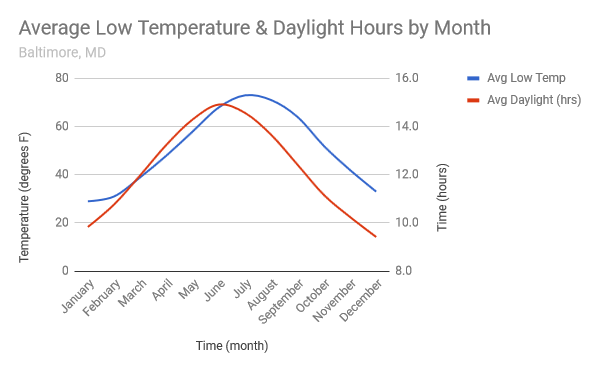 Average Low Temperature & Daylight Hours by Month
Baltimore, MD
Avg Low Temp
Avg Daylight (hrs)
Temperature (degrees F)
80
60
40
20
0
16.0
14.0
12.0
10.0
8.0
Time (hours)
January
February
March
April
May
June
July
August
September
October
November
December
Time (month)